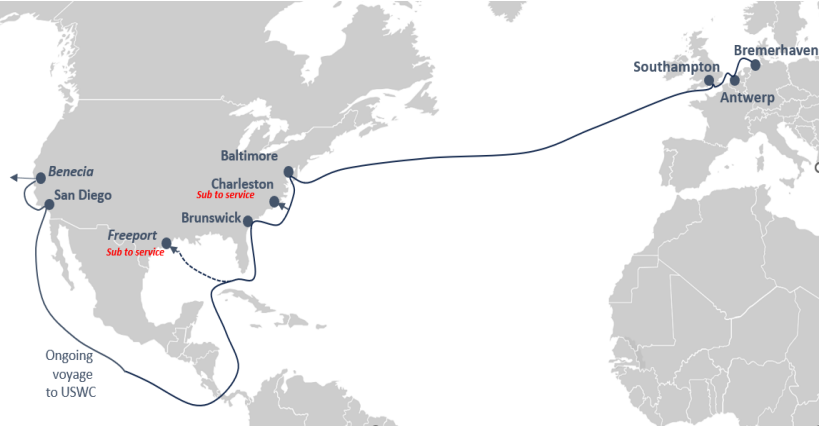 Bremerhaven
Southampton
Antwerp
Baltimore
Benecia
Charleston
Sub to service
San Diego
Brunswick
Freeport
Sub to service
Ongoing
voyage
to USWC